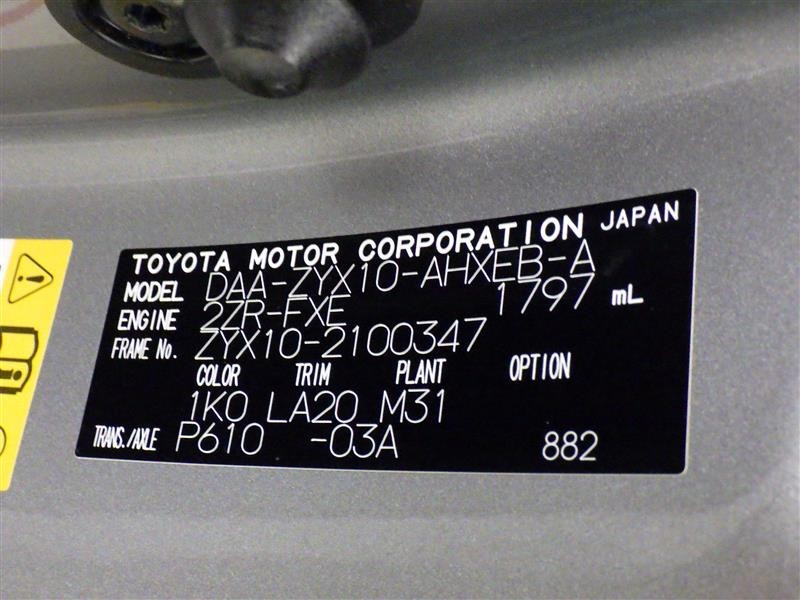 TOYOTA MOTOR CORPORATION JAPAN
MODEL DAA-ZYX10-AHXEB-A
ENGINE 2ZR-FXE 1797 mL
FRAME No. ZYX10-2100347
COLOR TRIM PLANT OPTION
1K0 LA20 M31
TRANS./AXLE P610 -03A 882